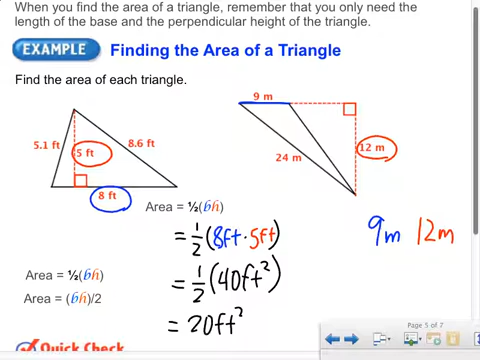 When you find the area of a triangle, remember that you only need the
length of the base and the perpendicular height of the triangle.
EXAMPLE Finding the Area of a Triangle
Find the area of each triangle.
9 m
5.1 ft 5 ft 8.6 ft
12 m
24 m
8 ft
Area = ½(bh)
= 1/2 (8ft · 5ft)
9m 12m
Area = ½(bh)
= 1/2 (40ft²)
Area = (bh)/2
= 20ft²
Quick Check
Page 5 of 7